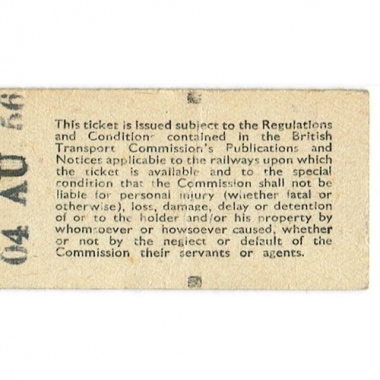 04 AU 56
This ticket is issued subject to the Regulations
and Conditions contained in the British
Transport Commission's Publications and
Notices applicable to the railways upon which
the ticket is available and to the special
condition that the Commission shall not be
liable for personal injury (whether fatal or
otherwise), loss, damage, delay or detention
of or to the holder and/or his property by
whomsoever or howsoever caused, whether
or not by the neglect or default of the
Commission their servants or agents.